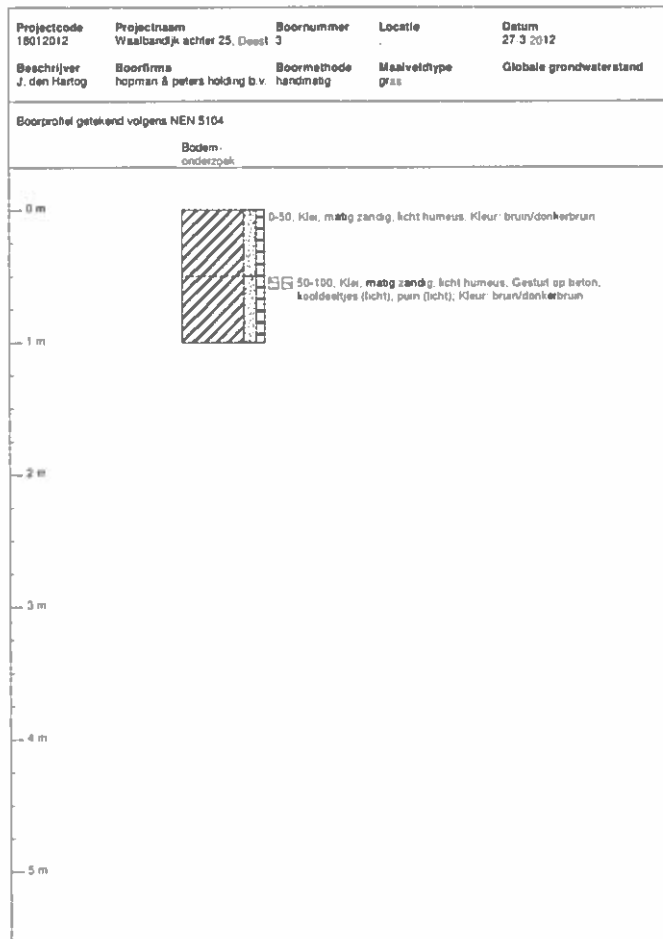 Projectcode Projectnaam Boornummer Locatie Datum
16012012 Waalbandijk achter 25, Deest 3 . 27 3 2012
Beschrijver Boorfirma Boormethode Maaiveldtype Globale grondwaterstand
J. den Hartog hopman & peters holding b.v. handmatig gras
Boorprofiel getekend volgens NEN 5104
Bodem-
onderzoek
0 m
0-50, Klei, matig zandig, licht humeus, Kleur: bruin/donkerbruin
50-100, Klei, matig zandig, licht humeus, Gestuit op beton,
kooldeeltjes (licht), puin (licht), Kleur: bruin/donkerbruin
1 m
2 m
3 m
4 m
5 m